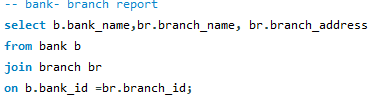 -- bank- branch report
select b.bank_name,br.branch_name, br.branch_address
from bank b
join branch br
on b.bank_id =br.branch_id;